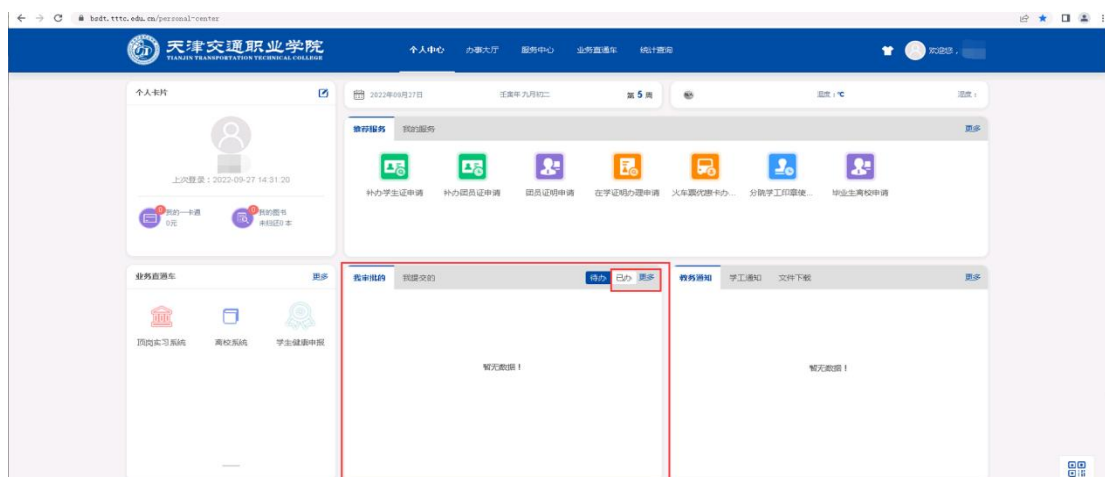 bsdt.tttc.edu.cn/personal-center
天津交通职业学院
TIANJIN TRANSPORTATION TECHNICAL COLLEGE
个人中心 办事大厅 服务中心 业务直通车 统计查询
欢迎您，
个人卡片
2022年09月27日 壬寅年 九月初二 第 5 周
温度：℃ 湿度：
推荐服务 我的服务 更多
补办学生证申请 补办团员证申请 团员证明申请 在学证明办理申请 火车票优惠卡办... 分院学工印章使... 毕业生离校申请
上次登录：2022-09-27 14:31:20
0 我的一卡通
0元
0 我的图书
未归还0 本
业务直通车 更多
顶岗实习系统 离校系统 学生健康申报
我审批的 我提交的 待办 已办 更多
暂无数据！
教务通知 学工通知 文件下载 更多
暂无数据！